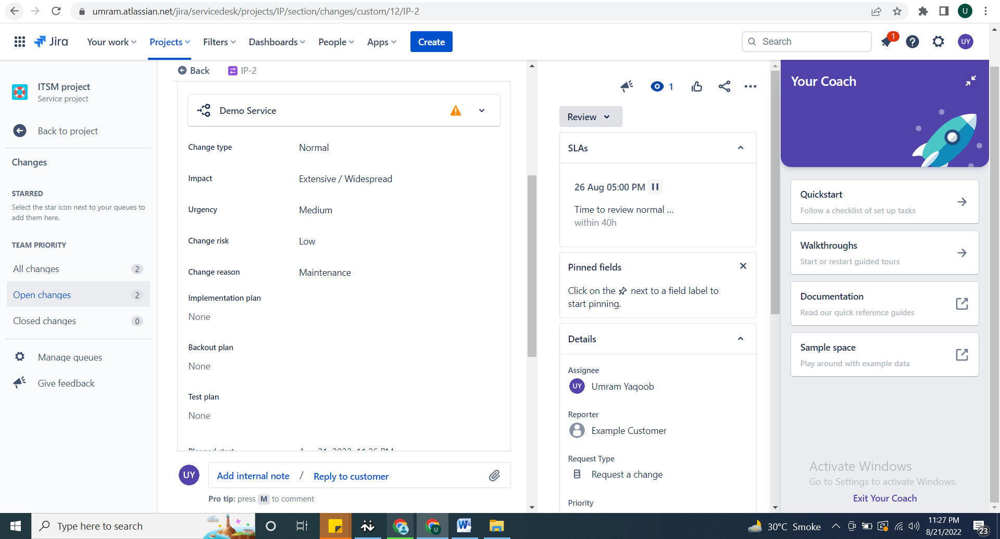 umram.atlassian.net/jira/servicedesk/projects/IP/section/changes/custom/12/IP-2
U
Jira
Your work
Projects
Filters
Dashboards
People
Apps
Create
Search
1
UY
ITSM project
Service project
Back to project
Changes
STARRED
Select the star icon next to your queues to
add them here.
TEAM PRIORITY
All changes 2
Open changes 2
Closed changes 0
Manage queues
Give feedback
Back
IP-2
Demo Service
Change type Normal
Impact Extensive / Widespread
Urgency Medium
Change risk Low
Change reason Maintenance
Implementation plan
None
Backout plan
None
Test plan
None
Planned start Aug 21, 2022, 11:26 PM
UY
Add internal note / Reply to customer
Pro tip: press M to comment
1
Review
SLAs
26 Aug 05:00 PM
Time to review normal ...
within 40h
Pinned fields
Click on the next to a field label to
start pinning.
Details
Assignee
UY Umram Yaqoob
Reporter
Example Customer
Request Type
Request a change
Priority
Your Coach
Quickstart
Follow a checklist of set up tasks
Walkthroughs
Start or restart guided tours
Documentation
Read our quick reference guides
Sample space
Play around with example data
Activate Windows
Go to Settings to activate Windows.
Exit Your Coach
Type here to search
U
W
30°C Smoke
11:27 PM
8/21/2022
23